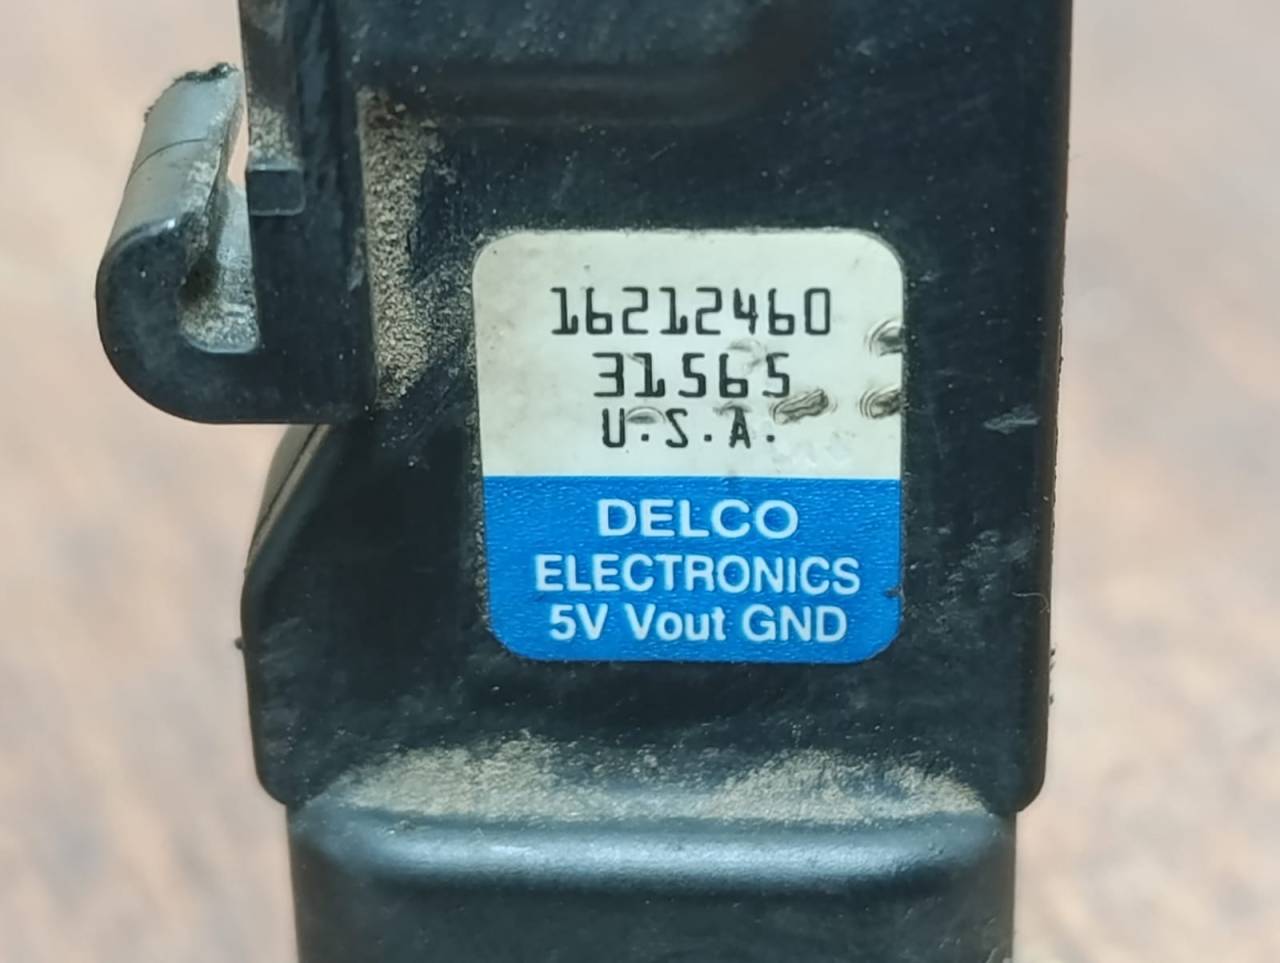 16212460
31565
U.S.A.
DELCO
ELECTRONICS
5V Vout GND